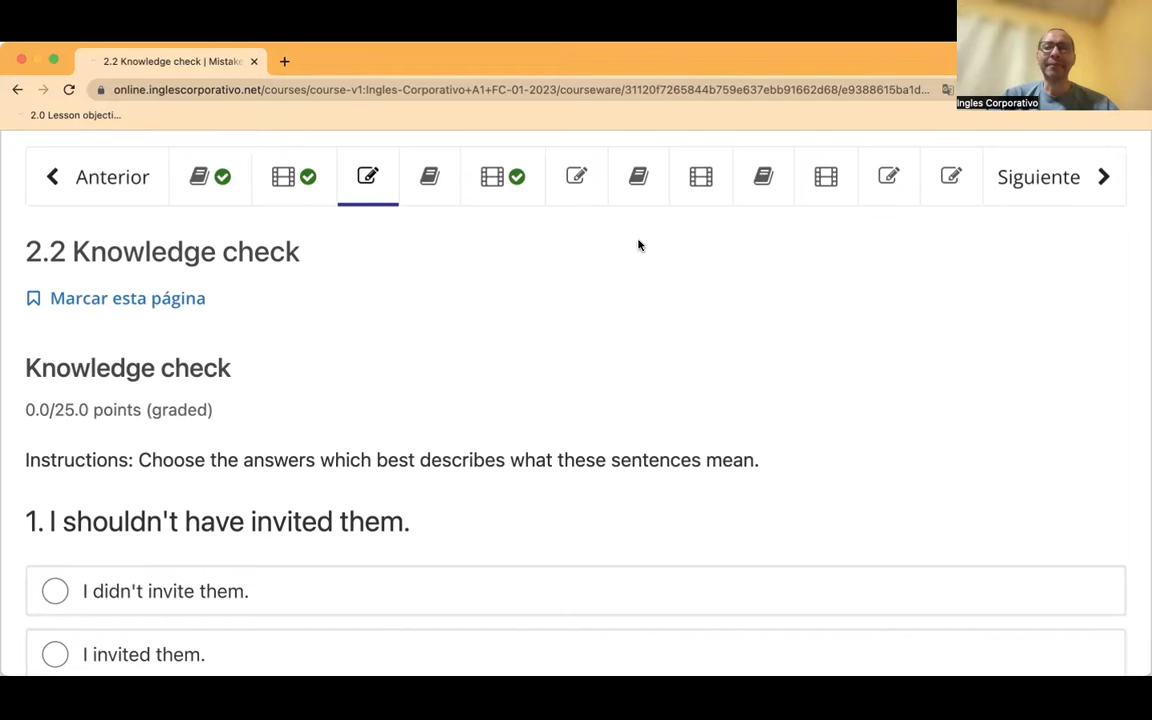 2.2 Knowledge check | Mistake
online.inglescorporativo.net/courses/course-v1:Ingles-Corporativo+A1+FC-01-2023/courseware/31120f7265844b759e637ebb91662d68/e9388615ba1d...
2.0 Lesson objecti...
Ingles Corporativo
Anterior
Siguiente
2.2 Knowledge check
Marcar esta página
Knowledge check
0.0/25.0 points (graded)
Instructions: Choose the answers which best describes what these sentences mean.
1. I shouldn't have invited them.
I didn't invite them.
I invited them.